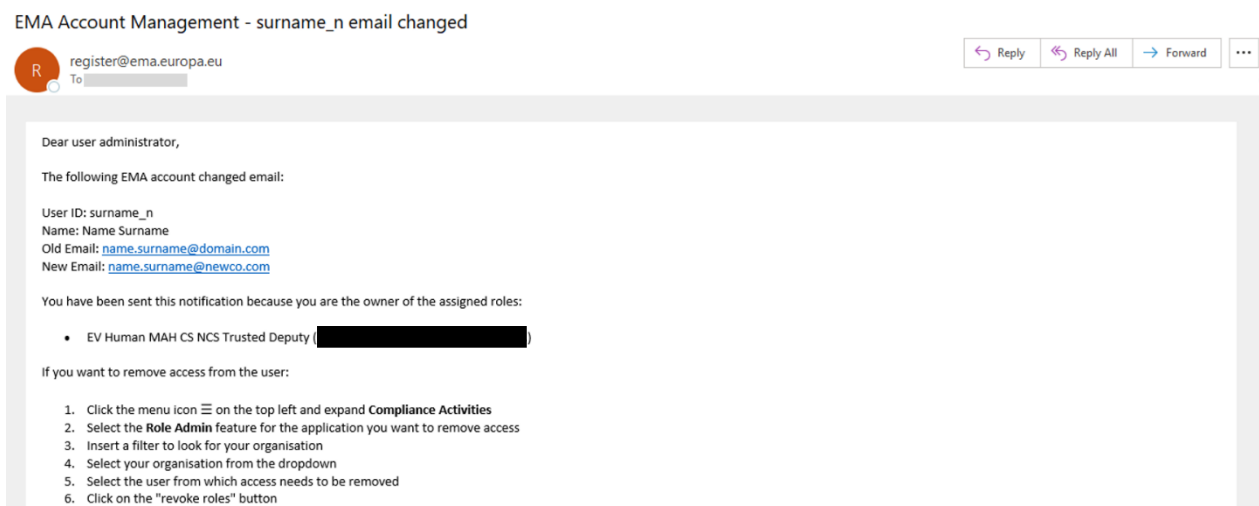 EMA Account Management - surname_n email changed
R
register@ema.europa.eu
To
Reply
Reply All
Forward
Dear user administrator,
The following EMA account changed email:
User ID: surname_n
Name: Name Surname
Old Email: name.surname@domain.com
New Email: name.surname@newco.com
You have been sent this notification because you are the owner of the assigned roles:
• EV Human MAH CS NCS Trusted Deputy ( )
If you want to remove access from the user:
1. Click the menu icon ☰ on the top left and expand Compliance Activities
2. Select the Role Admin feature for the application you want to remove access
3. Insert a filter to look for your organisation
4. Select your organisation from the dropdown
5. Select the user from which access needs to be removed
6. Click on the "revoke roles" button